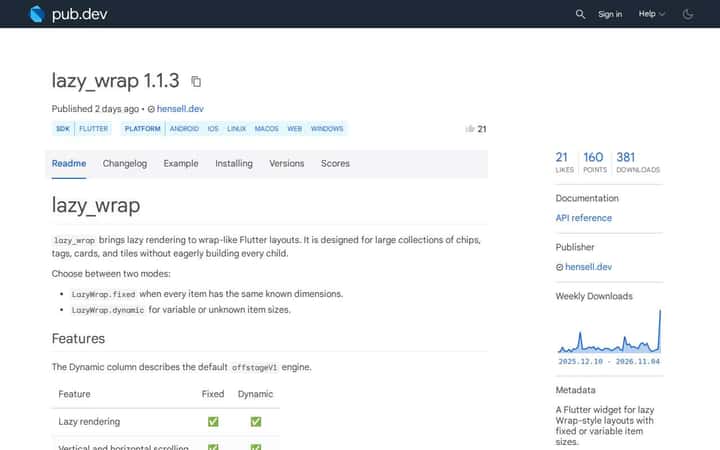 pub.dev
Sign in
Help
lazy_wrap 1.1.3
Published 2 days ago • hensell.dev
SDK FLUTTER PLATFORM ANDROID IOS LINUX MACOS WEB WINDOWS
21
Readme Changelog Example Installing Versions Scores
lazy_wrap
lazy_wrap brings lazy rendering to wrap-like Flutter layouts. It is designed for large collections of chips,
tags, cards, and tiles without eagerly building every child.
Choose between two modes:
• LazyWrap.fixed when every item has the same known dimensions.
• LazyWrap.dynamic for variable or unknown item sizes.
Features
The Dynamic column describes the default offstageV1 engine.
Feature Fixed Dynamic
Lazy rendering ✅ ✅
Vertical and horizontal scrolling ✅ ✅
21 160 381
LIKES POINTS DOWNLOADS
Documentation
API reference
Publisher
hensell.dev
Weekly Downloads
2025.12.10 - 2026.11.04
Metadata
A Flutter widget for lazy
Wrap-style layouts with
fixed or variable item
sizes.